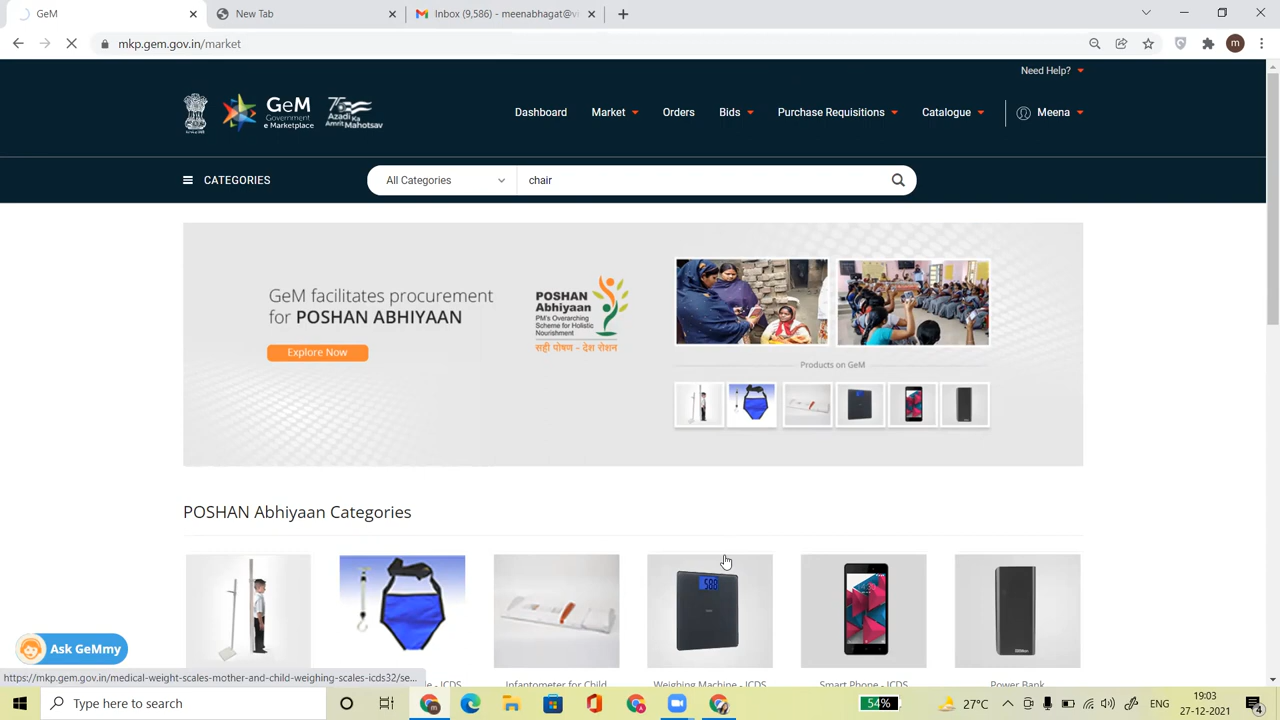 GeM
New Tab
Inbox (9,586) - meenabhagat@v
mkp.gem.gov.in/market
m
Need Help?
GeM
Government
e Marketplace
75
Azadi Ka
Amrit Mahotsav
Dashboard
Market
Orders
Bids
Purchase Requisitions
Catalogue
Meena
CATEGORIES
All Categories
chair
GeM facilitates procurement
for POSHAN ABHIYAAN
Explore Now
POSHAN
Abhiyaan
PM's Overarching
Scheme for Holistic
Nourishment
सही पोषण - देश रोशन
Products on GeM
POSHAN Abhiyaan Categories
588
Ask GeMmy
https://mkp.gem.gov.in/medical-weight-scales-mother-and-child-weighing-scales-icds32/se...
e - ICDS
Infantometer for Child
Weighing Machine - ICDS
Smart Phone - ICDS
Power Bank
Type here to search
m
54%
27°C
ENG
19:03
27-12-2021
4